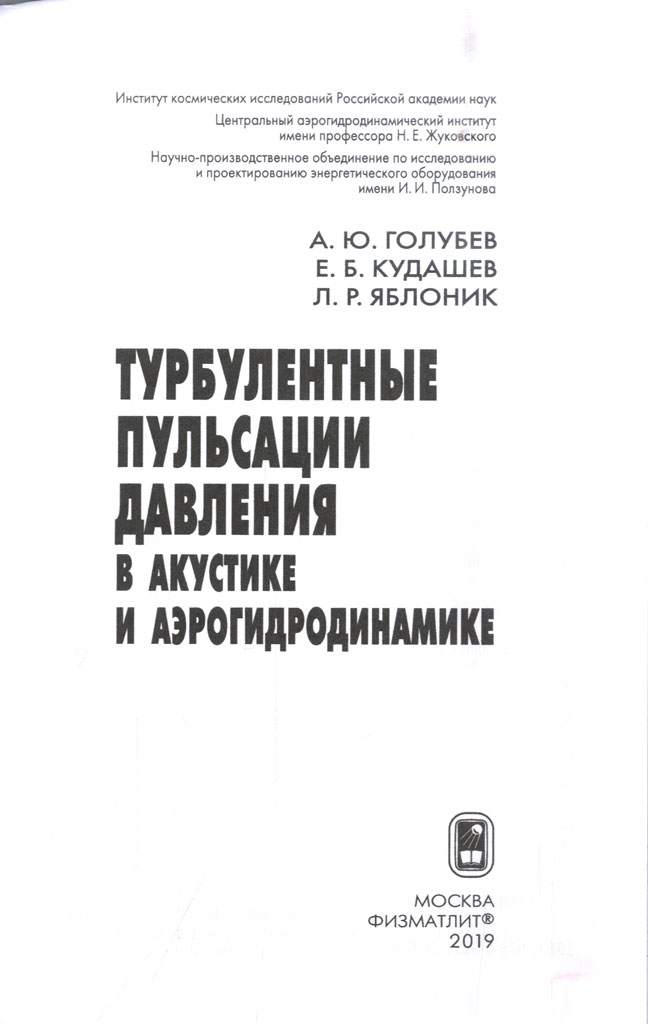 Институт космических исследований Российской академии наук
Центральный аэрогидродинамический институт
имени профессора Н. Е. Жуковского
Научно-производственное объединение по исследованию
и проектированию энергетического оборудования
имени И. И. Ползунова
А. Ю. ГОЛУБЕВ
Е. Б. КУДАШЕВ
Л. Р. ЯБЛОНИК
ТУРБУЛЕНТНЫЕ
ПУЛЬСАЦИИ
ДАВЛЕНИЯ
В АКУСТИКЕ
И АЭРОГИДРОДИНАМИКЕ
МОСКВА
ФИЗМАТЛИТ®
2019